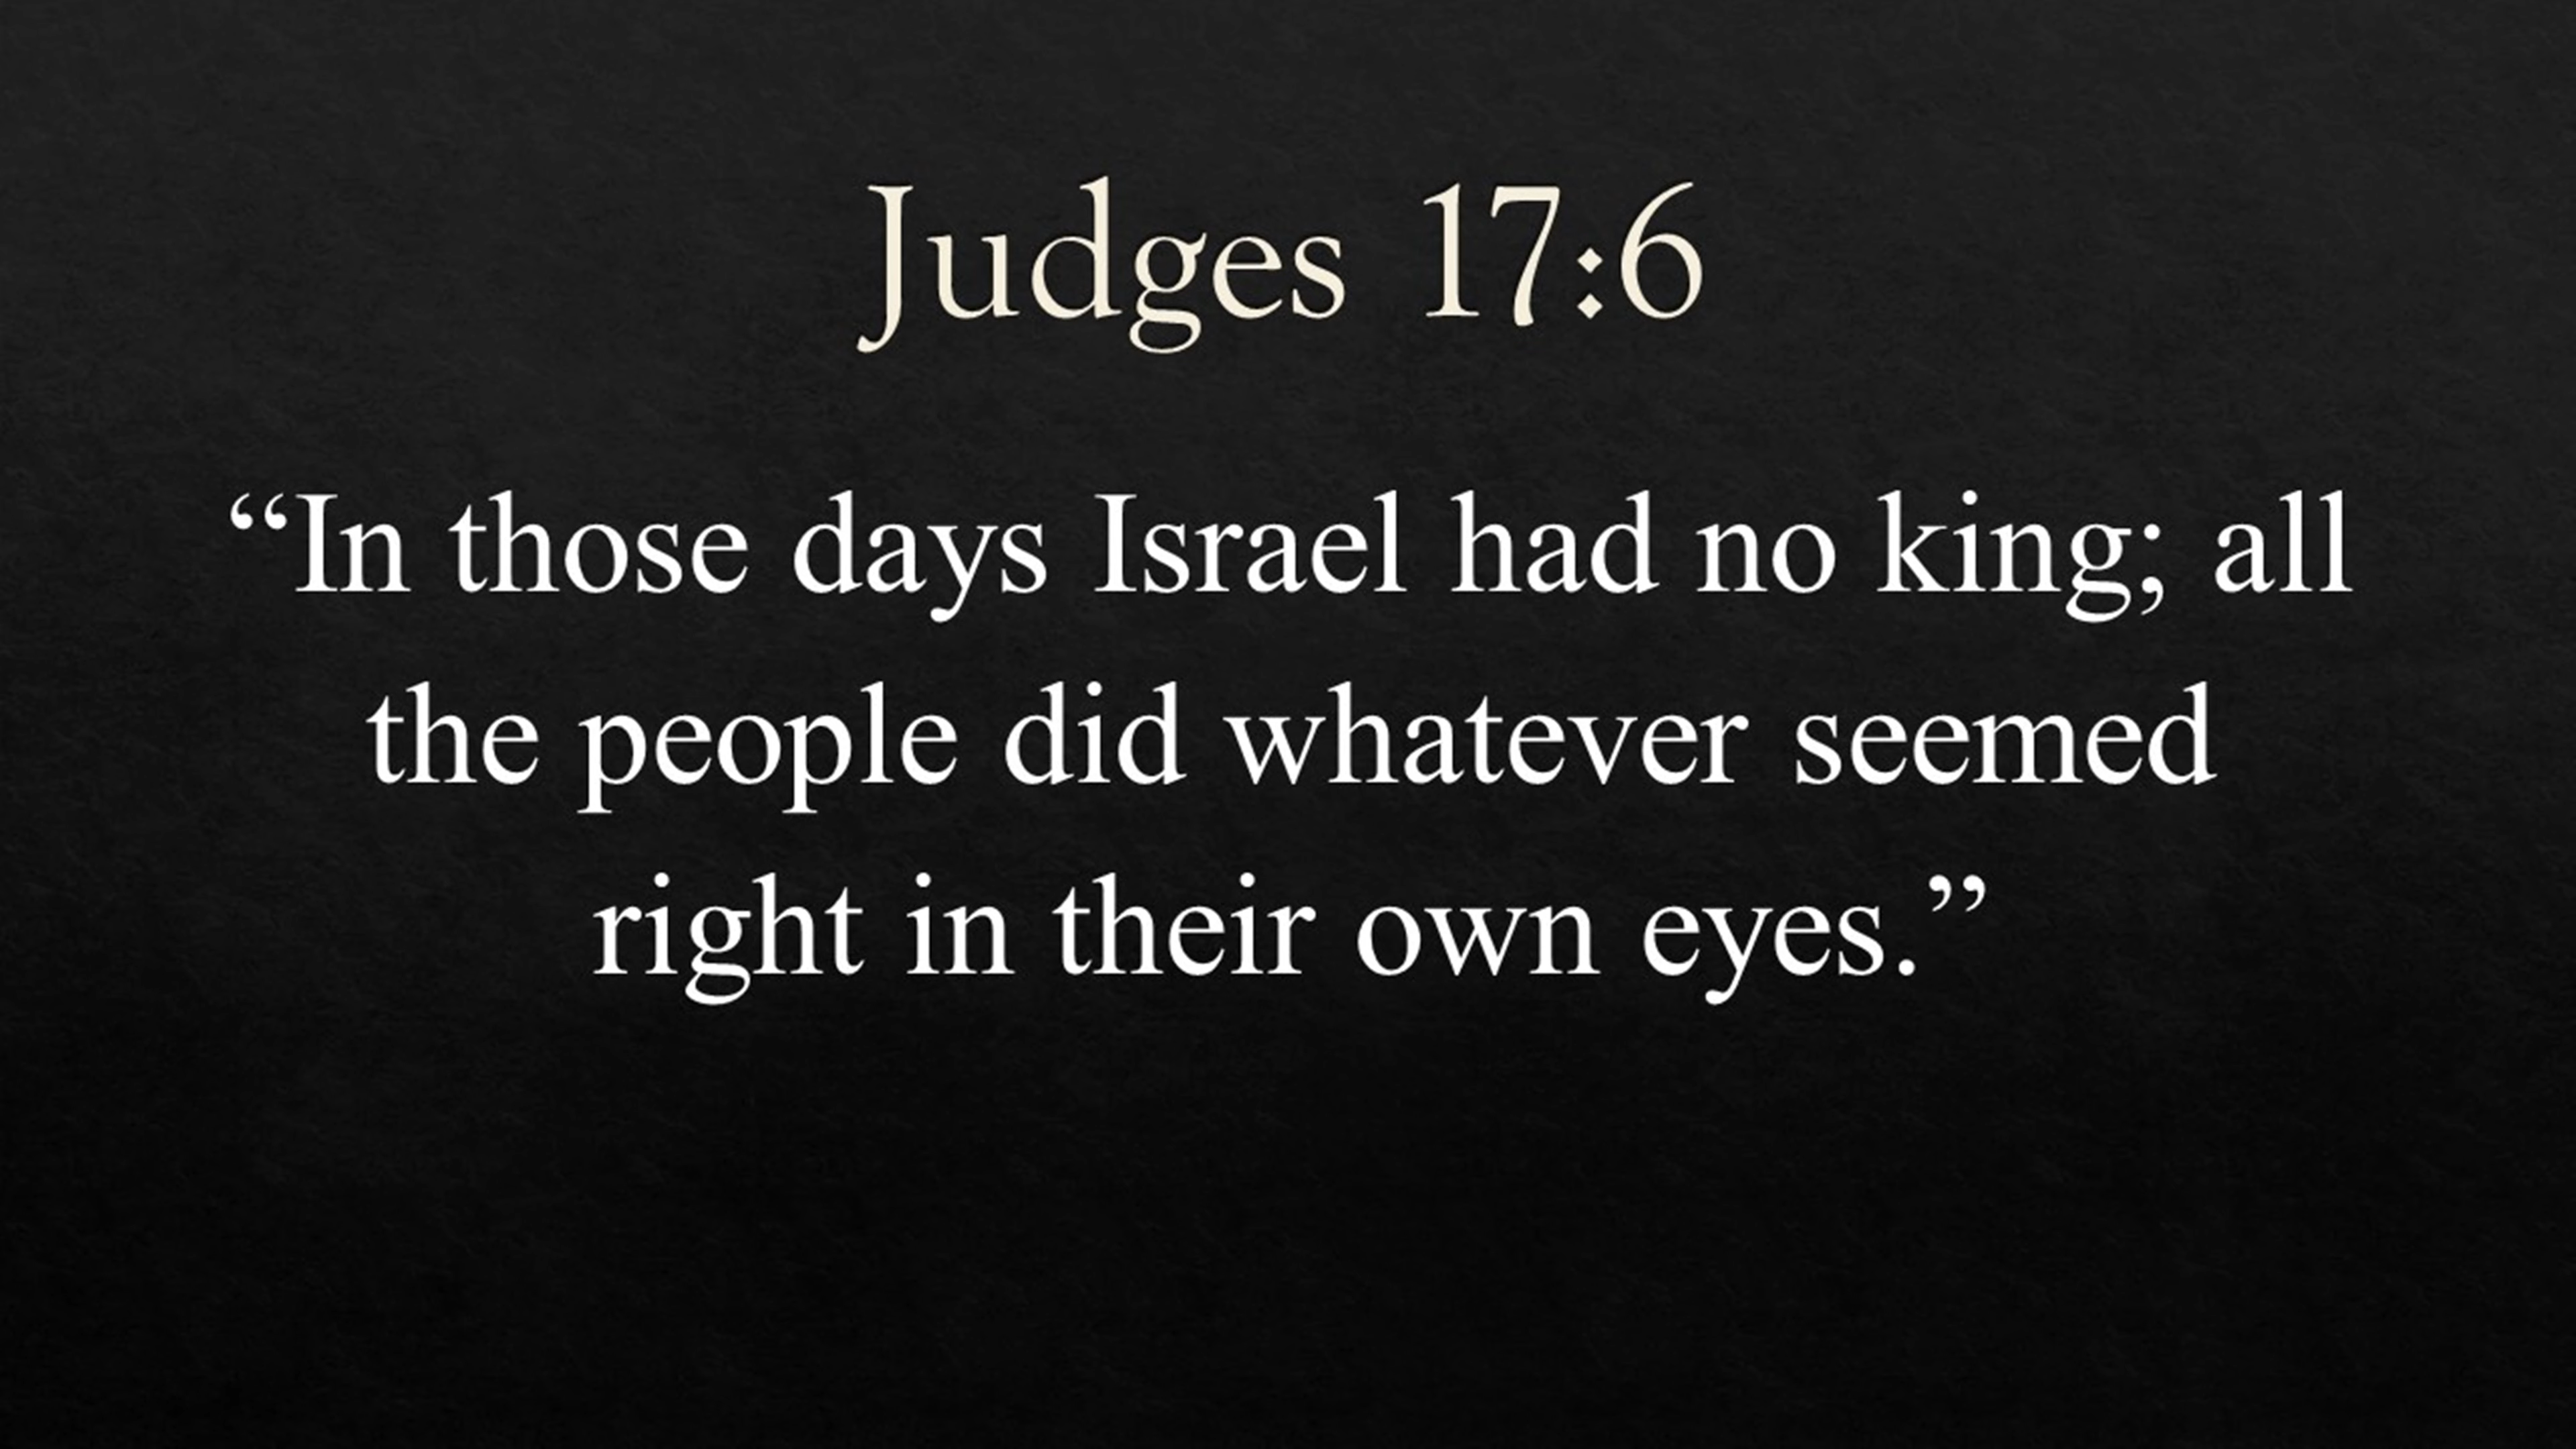 Judges 17:6
“In those days Israel had no king; all
the people did whatever seemed
right in their own eyes.”